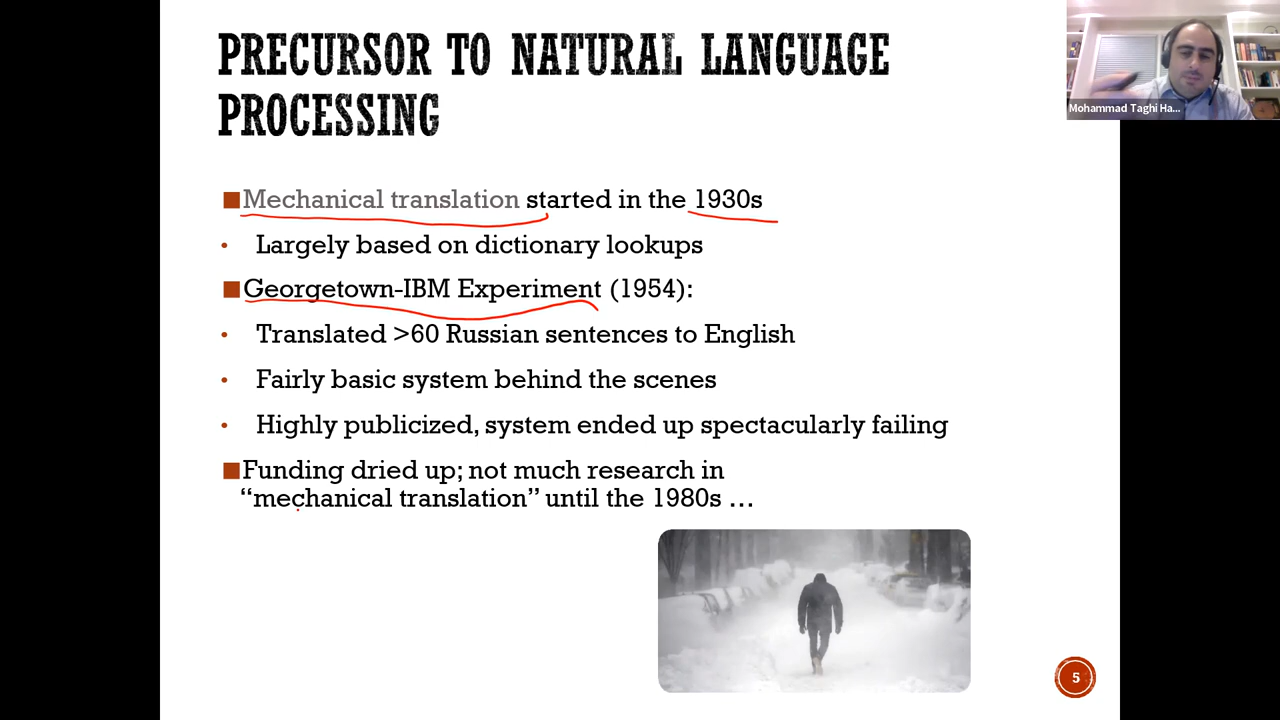 PRECURSOR TO NATURAL LANGUAGE
PROCESSING
Mohammad Taghi Ha...
■Mechanical translation started in the 1930s
• Largely based on dictionary lookups
■Georgetown-IBM Experiment (1954):
• Translated >60 Russian sentences to English
• Fairly basic system behind the scenes
• Highly publicized, system ended up spectacularly failing
■Funding dried up; not much research in
“mechanical translation” until the 1980s …
5